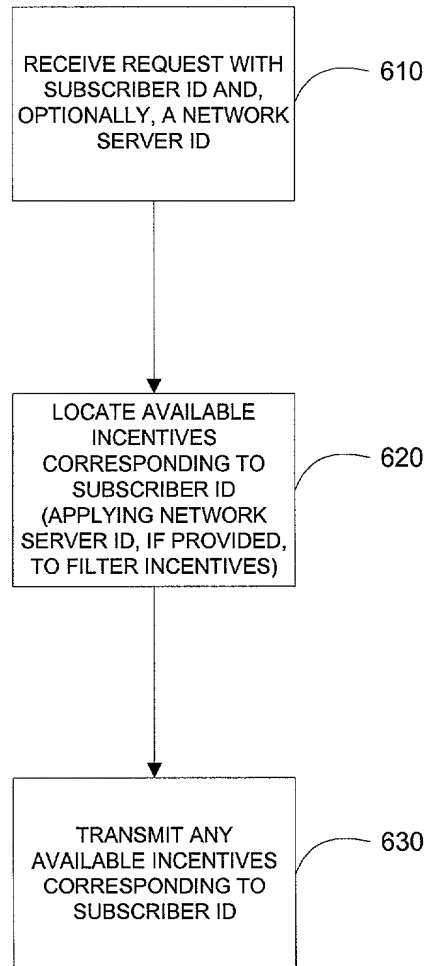 RECEIVE REQUEST WITH
SUBSCRIBER ID AND,
OPTIONALLY, A NETWORK
SERVER ID
610
LOCATE AVAILABLE
INCENTIVES
CORRESPONDING TO
SUBSCRIBER ID
(APPLYING NETWORK
SERVER ID, IF PROVIDED,
TO FILTER INCENTIVES)
620
TRANSMIT ANY
AVAILABLE INCENTIVES
CORRESPONDING TO
SUBSCRIBER ID
630